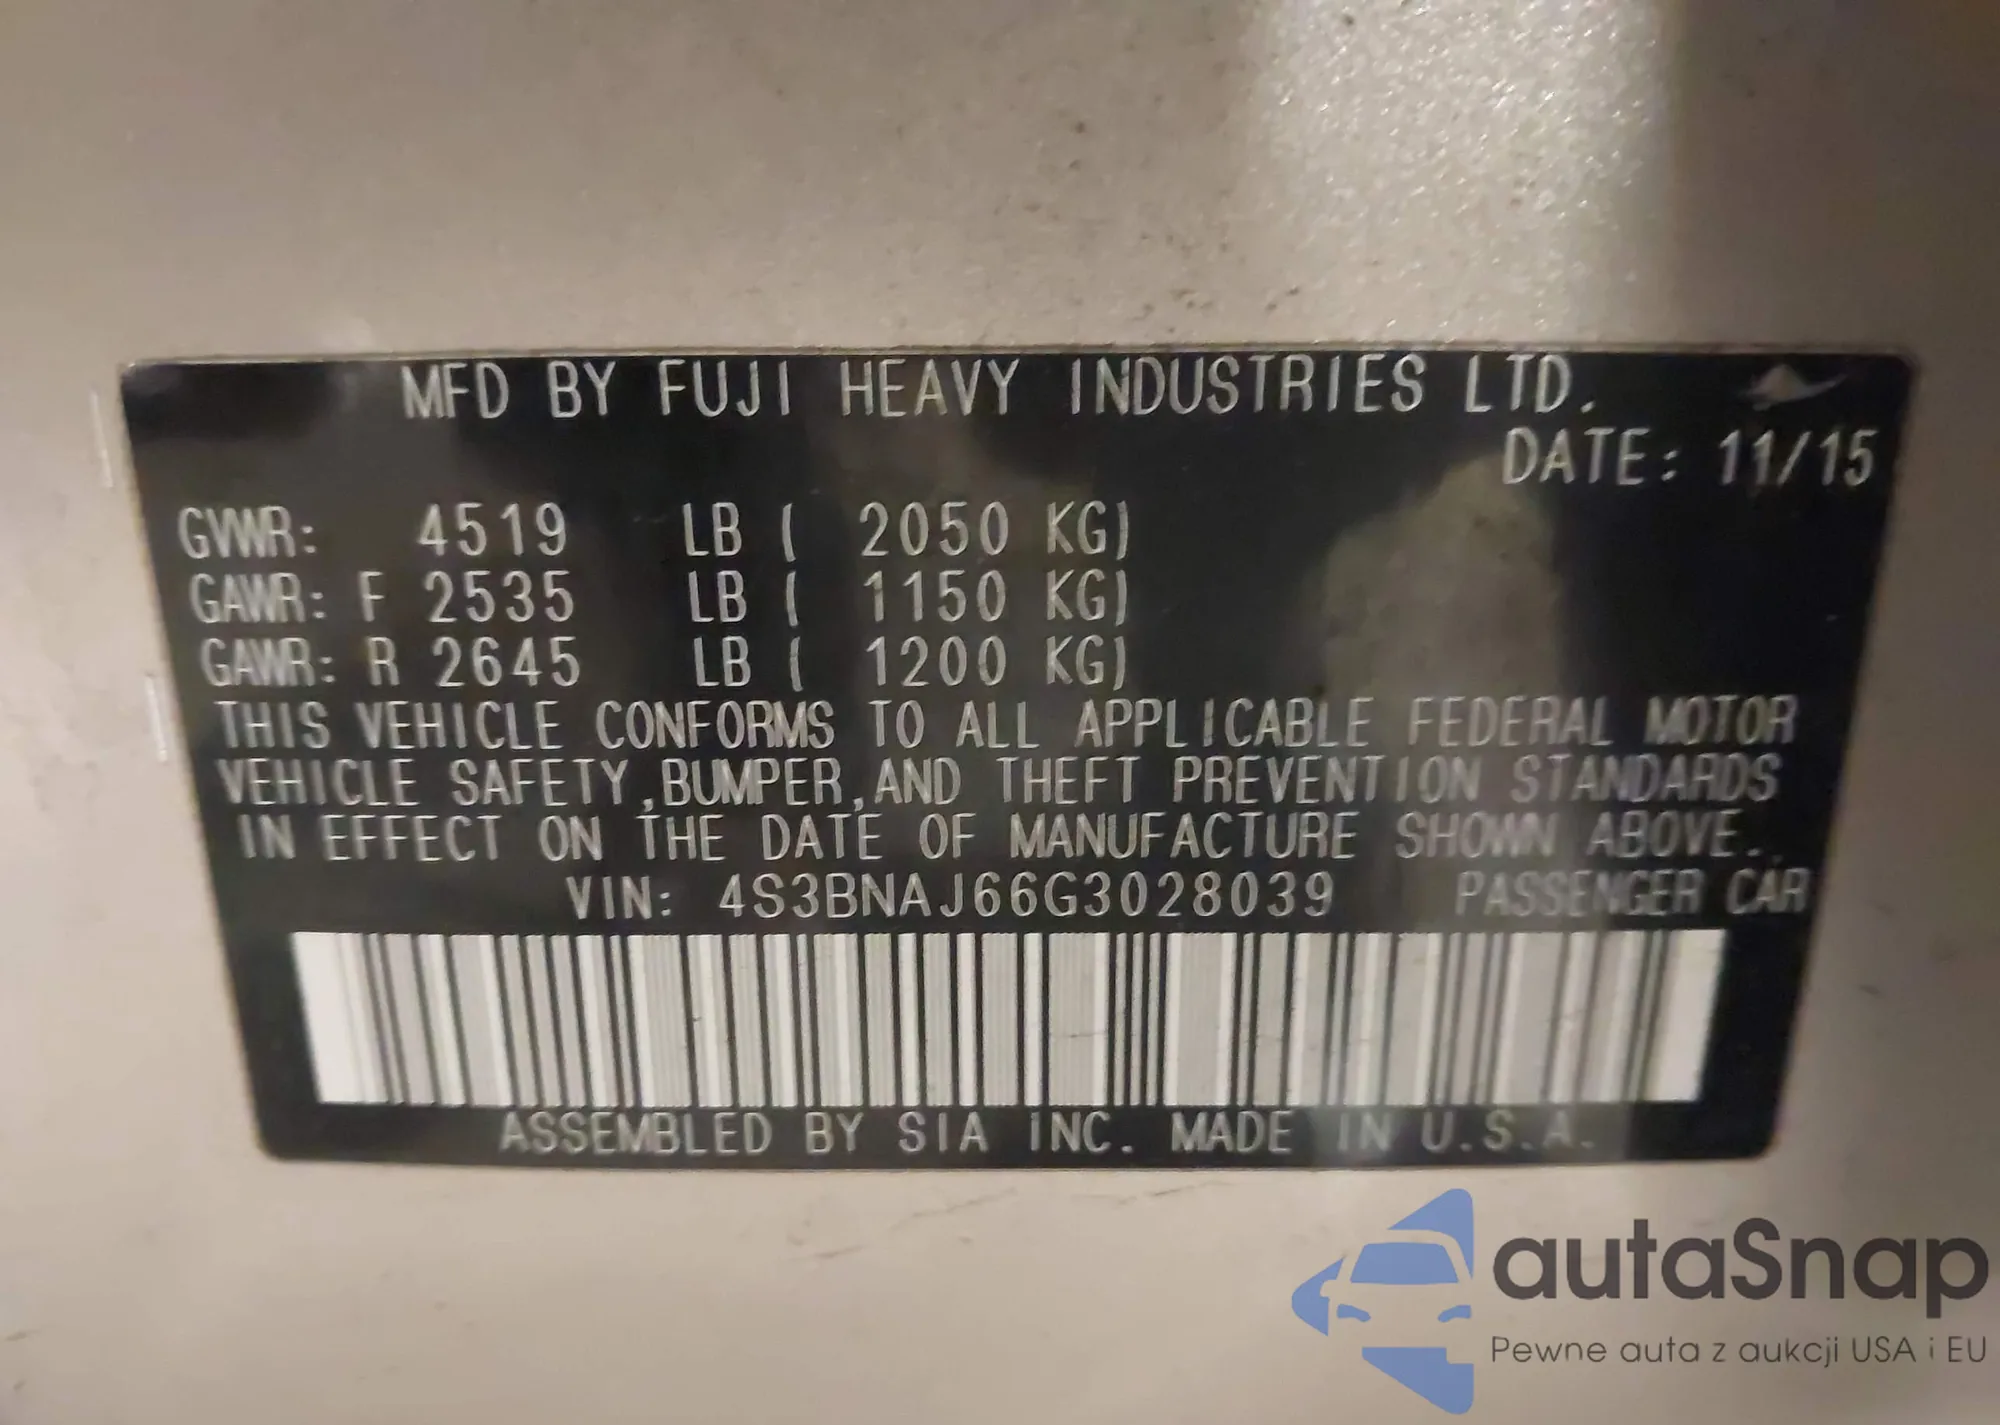 MFD BY FUJI HEAVY INDUSTRIES LTD.
DATE: 11/15
GVWR: 4519 LB ( 2050 KG)
GAWR: F 2535 LB ( 1150 KG)
GAWR: R 2645 LB ( 1200 KG)
THIS VEHICLE CONFORMS TO ALL APPLICABLE FEDERAL MOTOR
VEHICLE SAFETY,BUMPER,AND THEFT PREVENTION STANDARDS
IN EFFECT ON THE DATE OF MANUFACTURE SHOWN ABOVE.
VIN: 4S3BNAJ66G3028039 PASSENGER CAR
ASSEMBLED BY SIA INC. MADE IN U.S.A.
autaSnap
Pewne auta z aukcji USA i EU